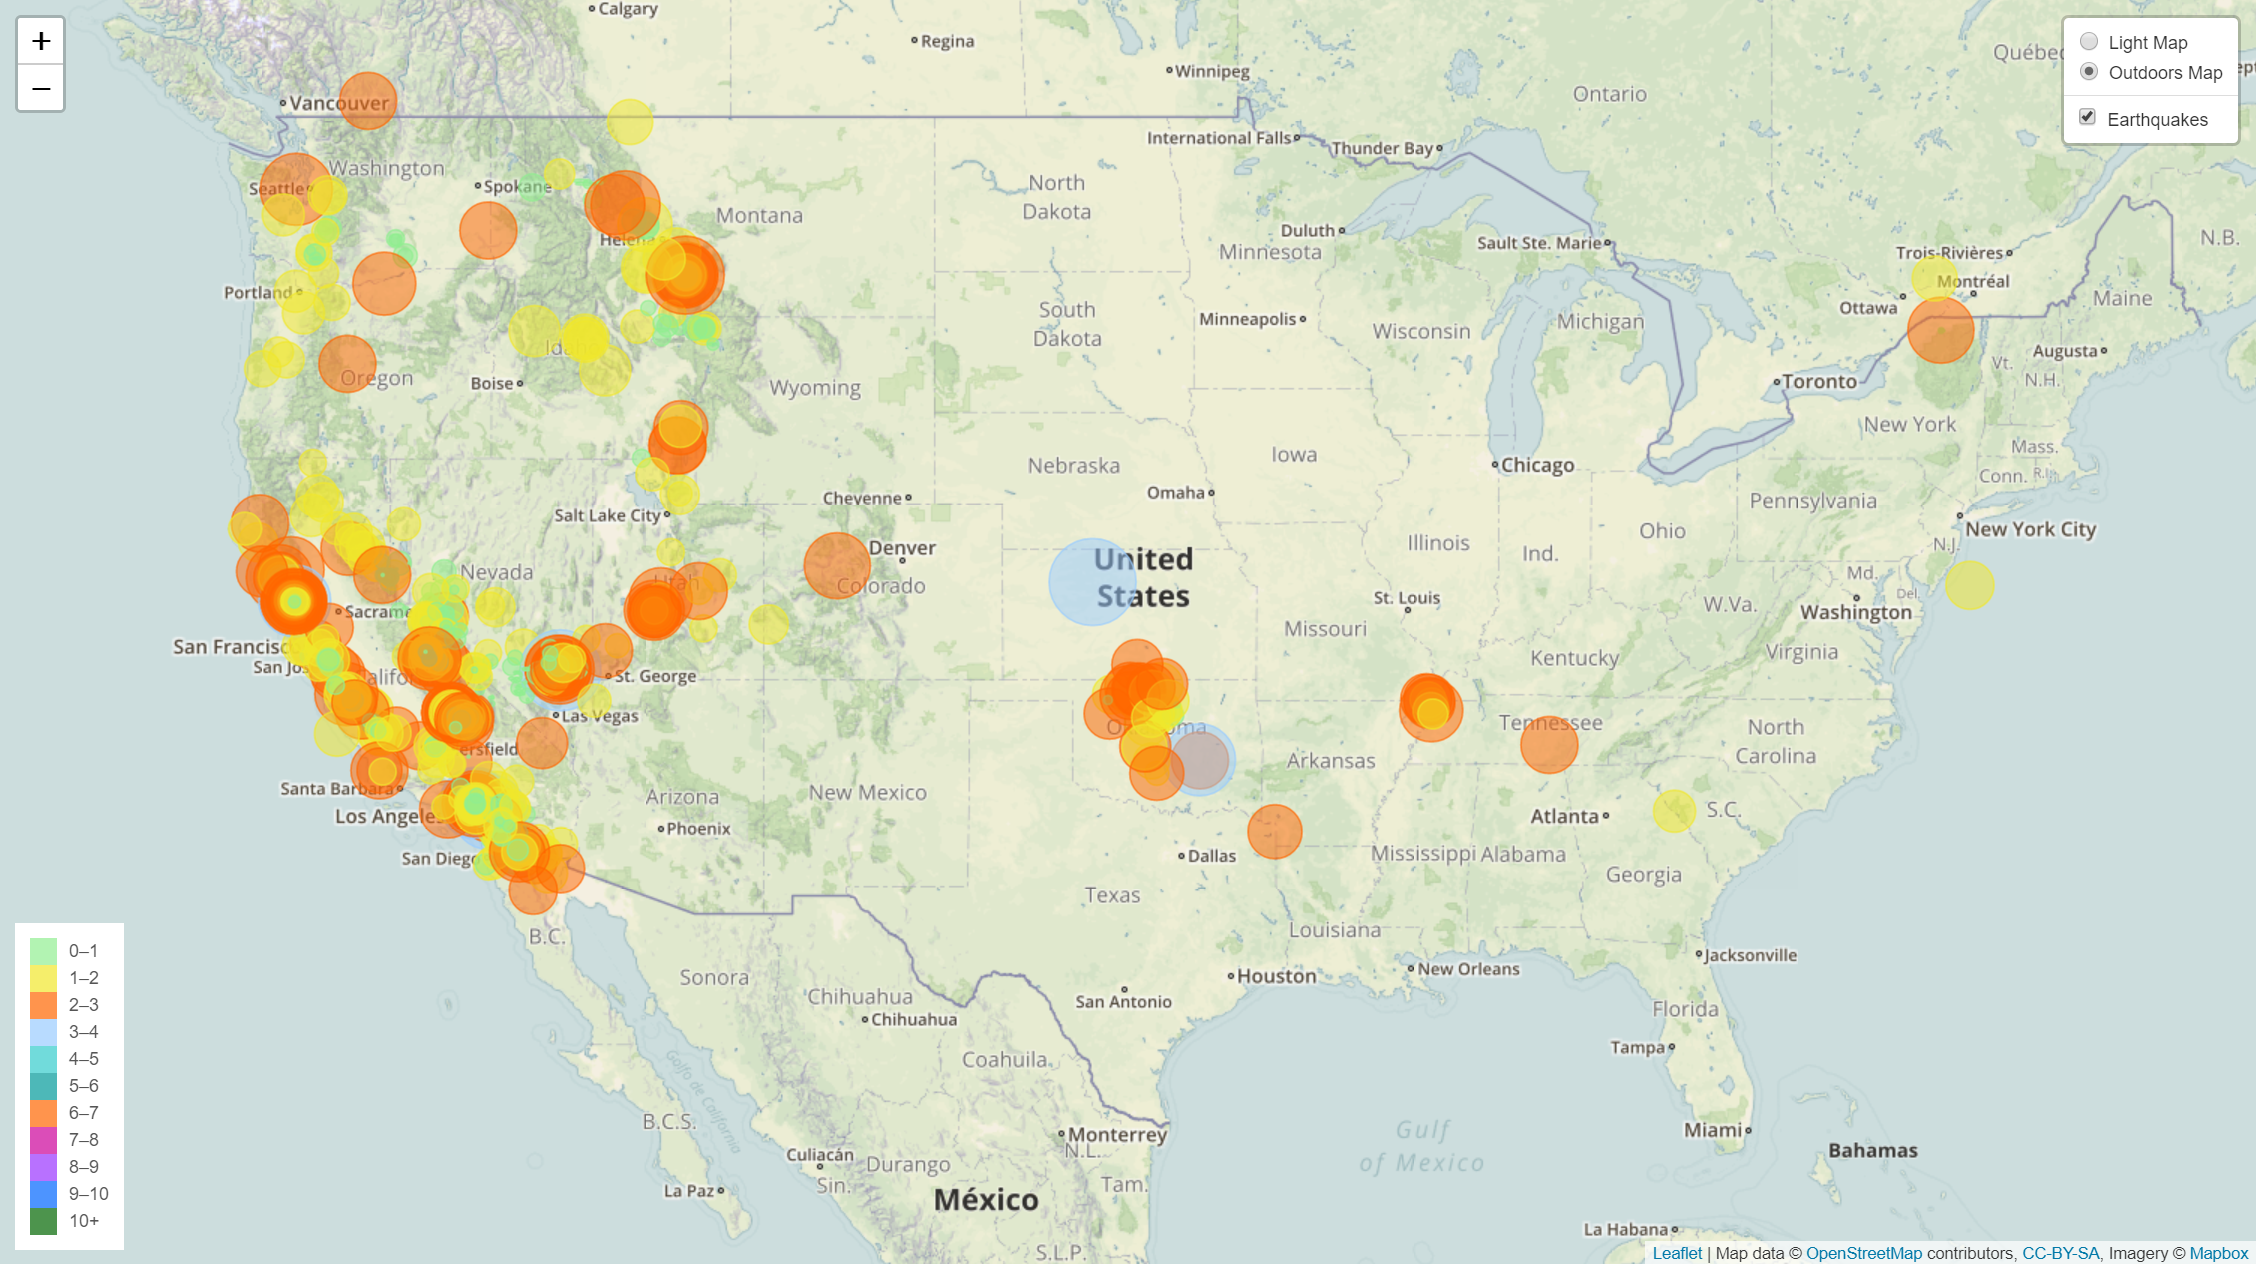 +
−
Light Map
Outdoors Map
Earthquakes
Calgary
Regina
Winnipeg
Ontario
Vancouver
International Falls
Thunder Bay
Washington
Seattle
Spokane
North
Dakota
Montana
Duluth
Minnesota
Sault Ste. Marie
Trois-Rivières
N.B.
Montréal
Ottawa
Maine
Portland
South
Dakota
Minneapolis
Wisconsin
Michigan
Augusta
Vt.
N.H.
Oregon
Boise
Wyoming
Toronto
New York
Mass.
Conn.
R.I.
Nebraska
Iowa
Chicago
Omaha
Cheyenne
Salt Lake City
Pennsylvania
New York City
N.J.
Ohio
Illinois
Ind.
Denver
Colorado
Nevada
Utah
United
States
Md.
Del.
Washington
W.Va.
St. Louis
Missouri
Kentucky
Virginia
San Francisc
San Jos
St. George
Las Vegas
Tennessee
North
Carolina
ersfield
Santa Barbara
Arkansas
Arizona
New Mexico
Los Angele
Phoenix
Atlanta
S.C.
San Dieg
Dallas
Mississippi
Alabama
Georgia
Texas
Louisiana
B.C.
Jacksonville
Houston
New Orleans
San Antonio
Sonora
Chihuahua
Chihuahua
Florida
Tampa
Coahuila
Golfo de California
B.C.S.
Monterrey
N.L.
Gulf
of Mexico
Miami
Bahamas
Culiacán
Sin.
Durango
Tam.
La Paz
México
S.L.P.
La Habana
0–1
1–2
2–3
3–4
4–5
5–6
6–7
7–8
8–9
9–10
10+
Leaflet | Map data © OpenStreetMap contributors, CC-BY-SA, Imagery © Mapbox